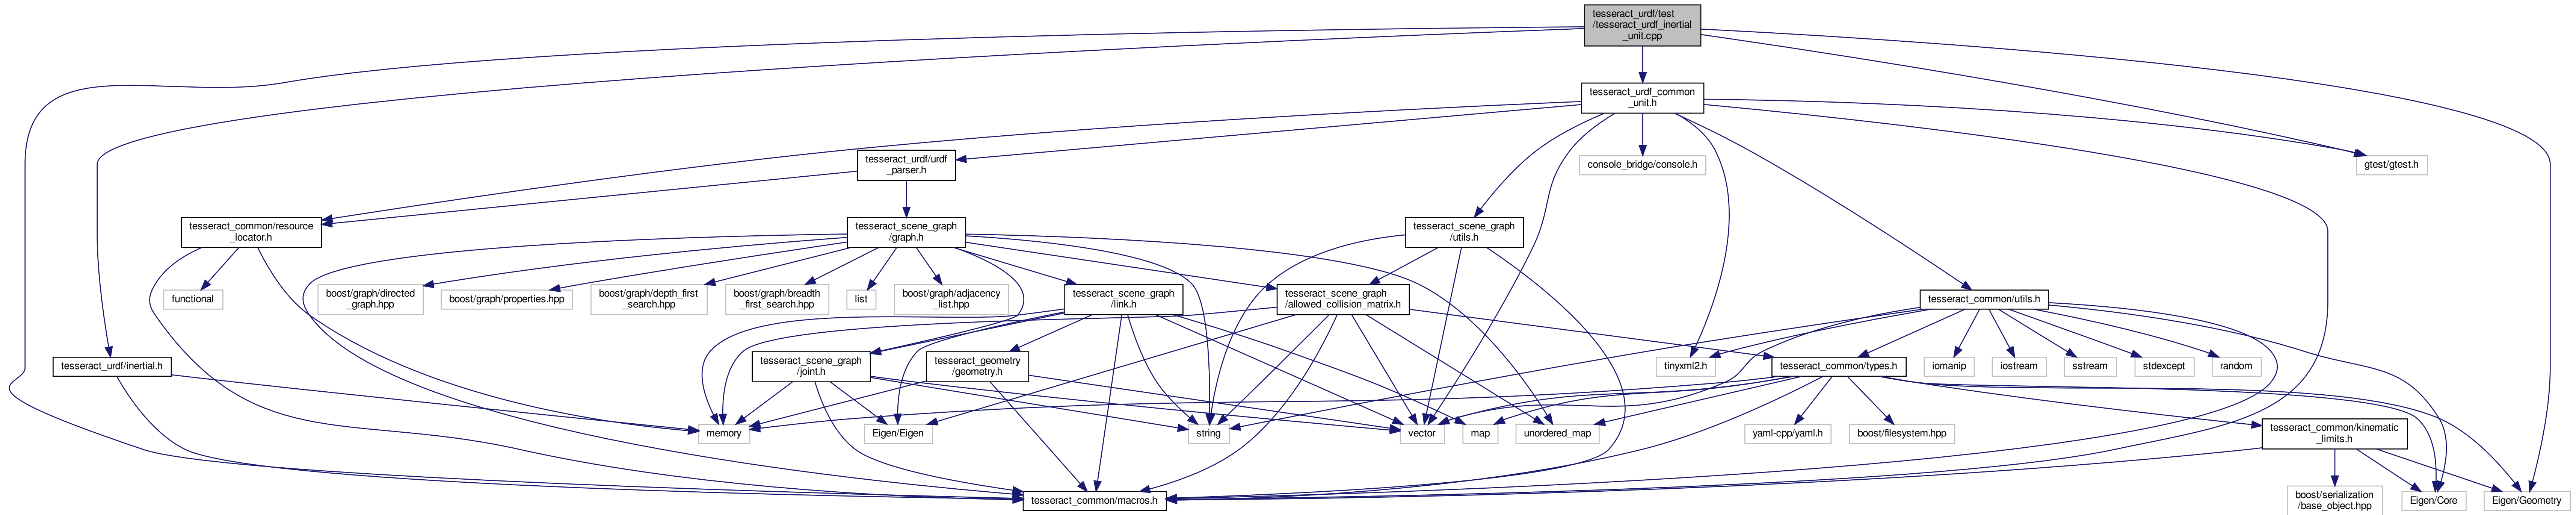 tesseract_urdf/test
/tesseract_urdf_inertial
_unit.cpp
tesseract_urdf_common
_unit.h
tesseract_urdf/urdf
_parser.h
console_bridge/console.h
gtest/gtest.h
tesseract_common/resource
_locator.h
tesseract_scene_graph
/graph.h
tesseract_scene_graph
/utils.h
functional
boost/graph/directed
_graph.hpp
boost/graph/properties.hpp
boost/graph/depth_first
_search.hpp
boost/graph/breadth
_first_search.hpp
list
boost/graph/adjacency
_list.hpp
tesseract_scene_graph
/link.h
tesseract_scene_graph
/allowed_collision_matrix.h
tesseract_common/utils.h
tesseract_urdf/inertial.h
tesseract_scene_graph
/joint.h
tesseract_geometry
/geometry.h
tinyxml2.h
tesseract_common/types.h
iomanip
iostream
sstream
stdexcept
random
memory
Eigen/Eigen
string
vector
map
unordered_map
yaml-cpp/yaml.h
boost/filesystem.hpp
tesseract_common/kinematic
_limits.h
tesseract_common/macros.h
boost/serialization
/base_object.hpp
Eigen/Core
Eigen/Geometry